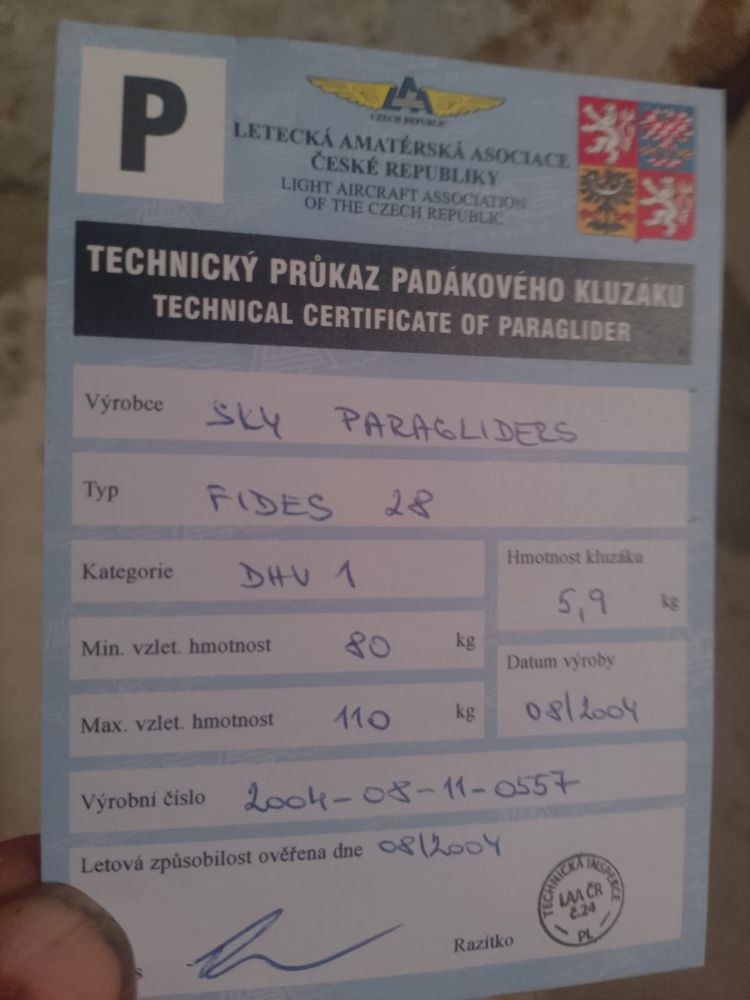 P
CZECH REPUBLIC
LETECKÁ AMATÉRSKÁ ASOCIACE
ČESKÉ REPUBLIKY
LIGHT AIRCRAFT ASSOCIATION
OF THE CZECH REPUBLIC
TECHNICKÝ PRŮKAZ PADÁKOVÉHO KLUZÁKU
TECHNICAL CERTIFICATE OF PARAGLIDER
Výrobce SKY PARAGLIDERS
Typ FIDES 28
Kategorie DHV 1
Hmotnost kluzáku
5,9 kg
Min. vzlet. hmotnost 80 kg
Datum výroby
08/2004
Max. vzlet. hmotnost 110 kg
Výrobní číslo 2004-08-11-0557
Letová způsobilost ověřena dne 08/2004
Razítko
TECHNICKÁ INSPEKCE
LAA ČR
č.24
PL